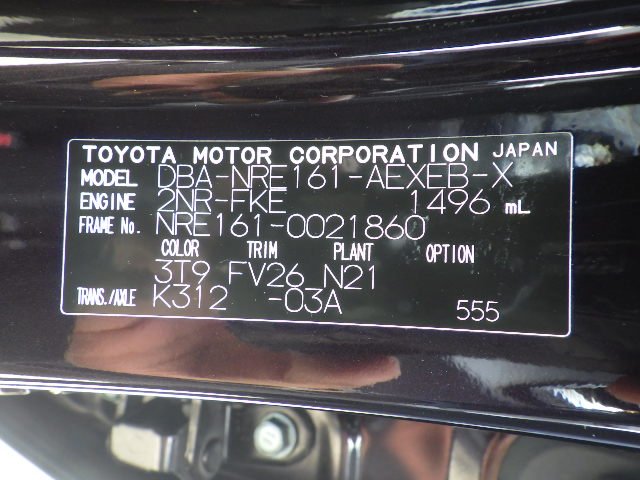 TOYOTA MOTOR CORPORATION JAPAN
MODEL DBA-NRE161-AEXEB-X
ENGINE 2NR-FKE 1496 mL
FRAME No. NRE161-0021860
COLOR TRIM PLANT OPTION
3T9 FV26 N21
TRANS./AXLE K312 -03A 555